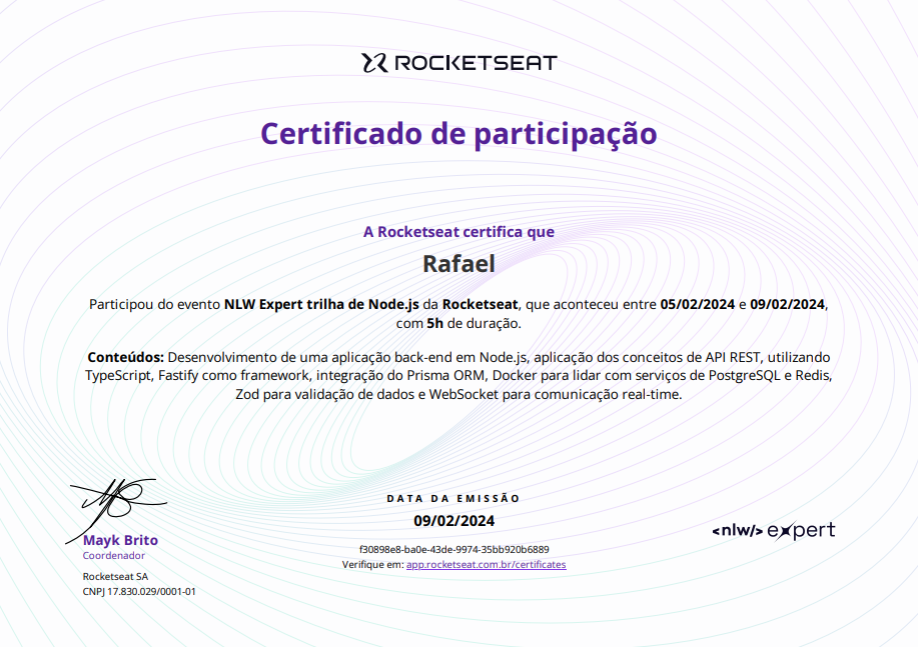 ROCKETSEAT
Certificado de participação
A Rocketseat certifica que
Rafael
Participou do evento NLW Expert trilha de Node.js da Rocketseat, que aconteceu entre 05/02/2024 e 09/02/2024,
com 5h de duração.
Conteúdos: Desenvolvimento de uma aplicação back-end em Node.js, aplicação dos conceitos de API REST, utilizando
TypeScript, Fastify como framework, integração do Prisma ORM, Docker para lidar com serviços de PostgreSQL e Redis,
Zod para validação de dados e WebSocket para comunicação real-time.
Mayk Brito
Coordenador
Rocketseat SA
CNPJ 17.830.029/0001-01
DATA DA EMISSÃO
09/02/2024
f30898e8-ba0e-43de-9974-35bb920b6889
Verifique em: app.rocketseat.com.br/certificates
<nlw/> expert